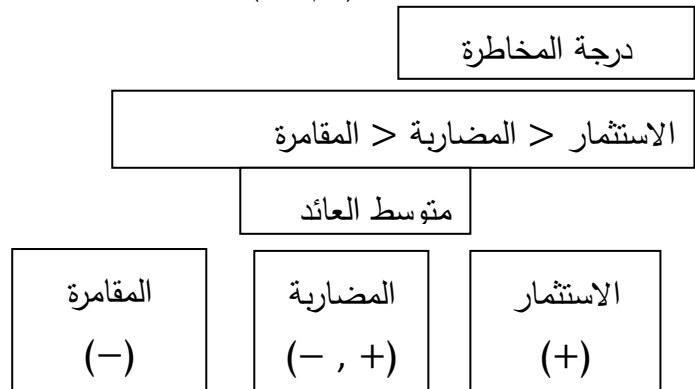 درجة المخاطرة
الاستثمار > المضاربة > المقامرة
متوسط العائد
الاستثمار المضاربة المقامرة
(+) (+ , −) (−)